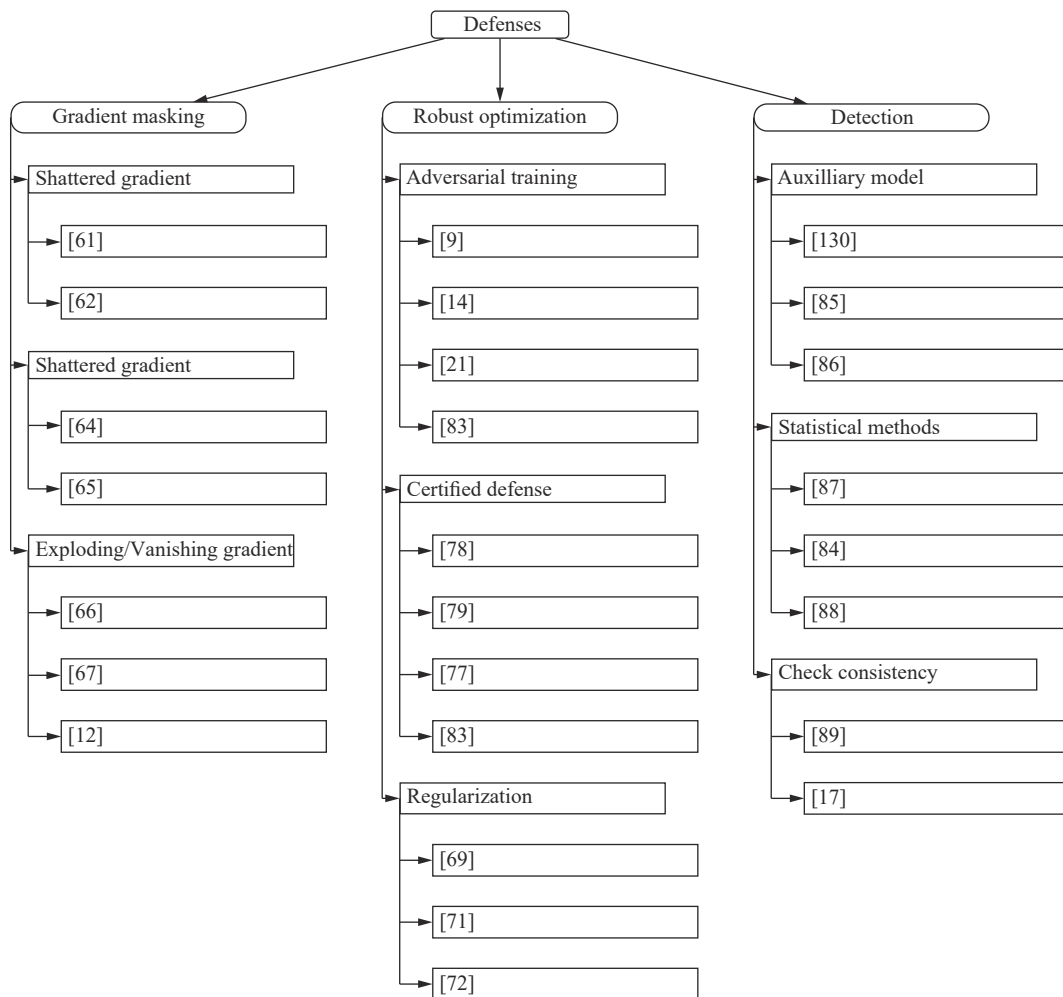 Defenses
Gradient masking
Shattered gradient
[61]
[62]
Shattered gradient
[64]
[65]
Exploding/Vanishing gradient
[66]
[67]
[12]
Robust optimization
Adversarial training
[9]
[14]
[21]
[83]
Certified defense
[78]
[79]
[77]
[83]
Regularization
[69]
[71]
[72]
Detection
Auxilliary model
[130]
[85]
[86]
Statistical methods
[87]
[84]
[88]
Check consistency
[89]
[17]